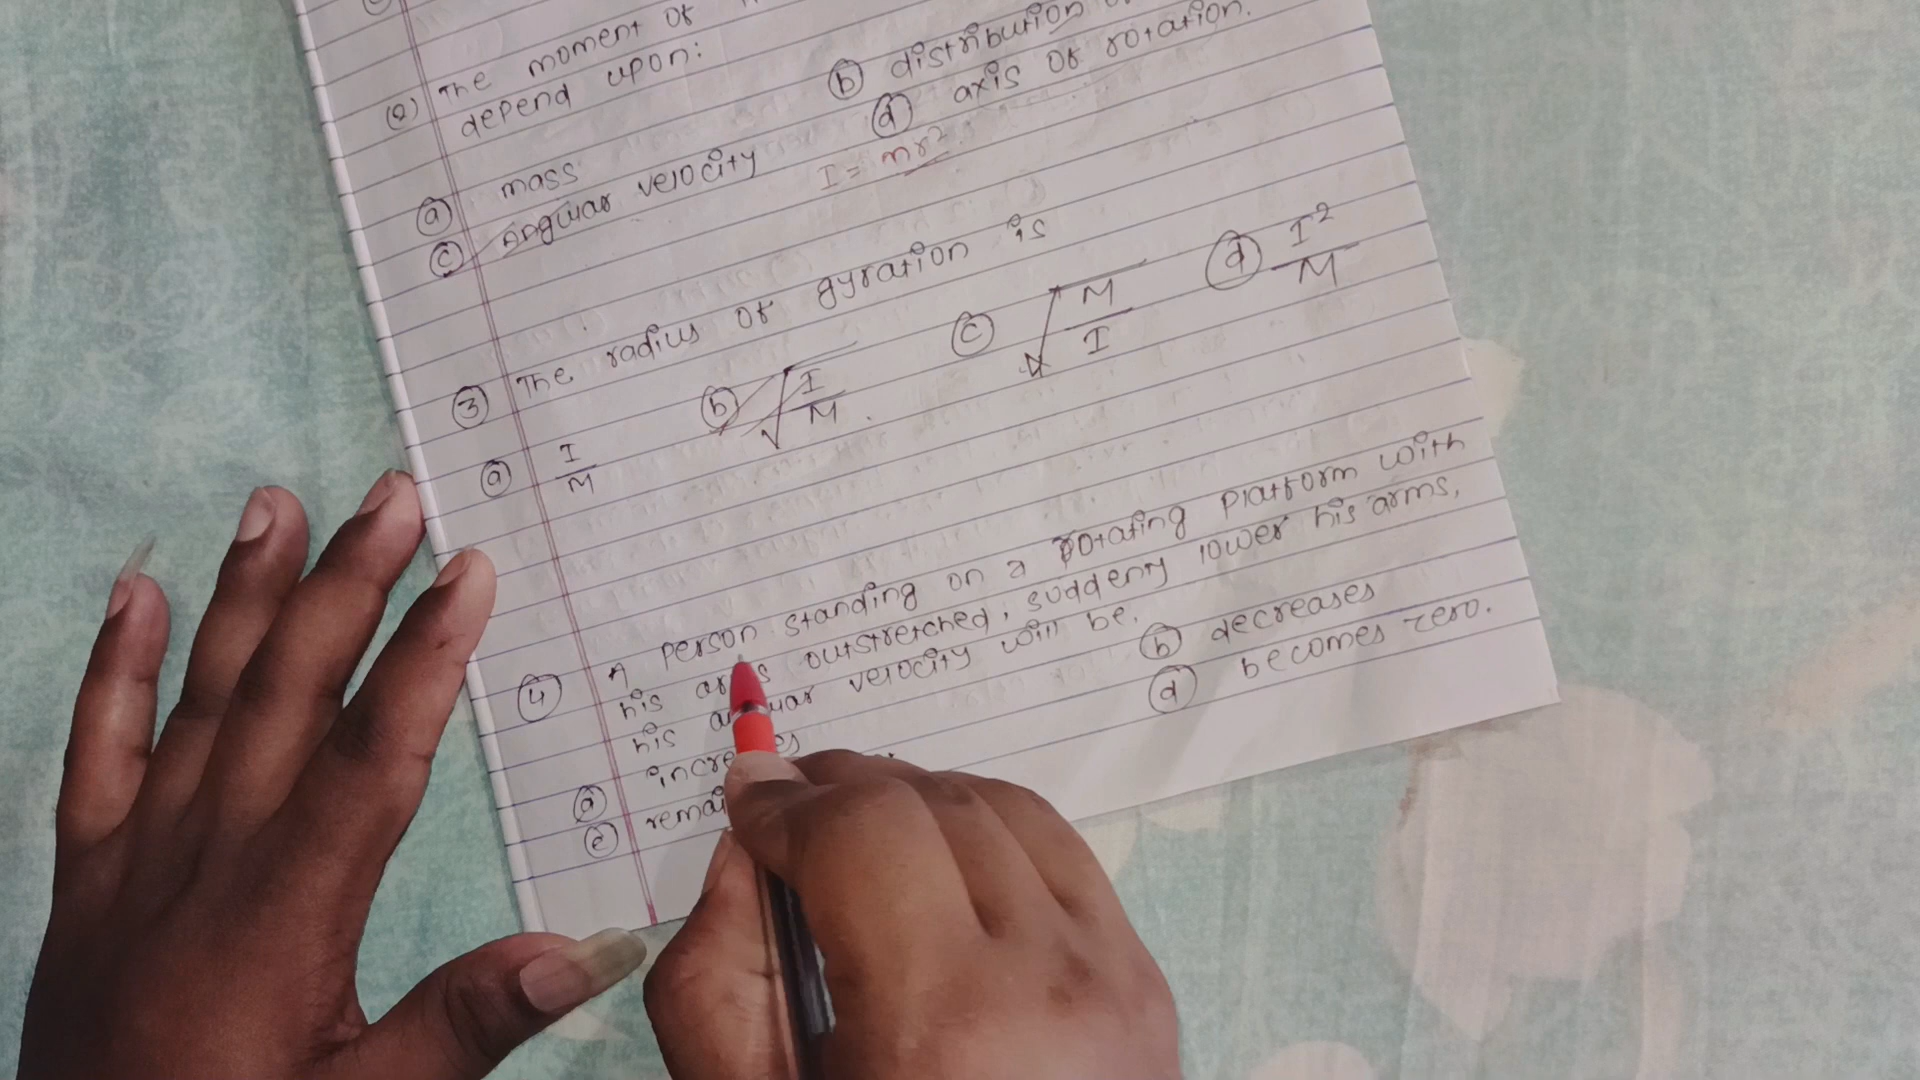 (2) The moment of
depend upon:
(a) mass (b) distribution
(c) Angular velocity (d) axis of rotation.
I = mr²
(3) The radius of gyration is
(a) I/M (b) √(I/M) . (c) √(M/I) (d) I²/M
(4) A person standing on a rotating platform with
his arms outstretched, suddenly lower his arms,
his velocity will be.
(a) (b) decreases
(c) (d) becomes zero.